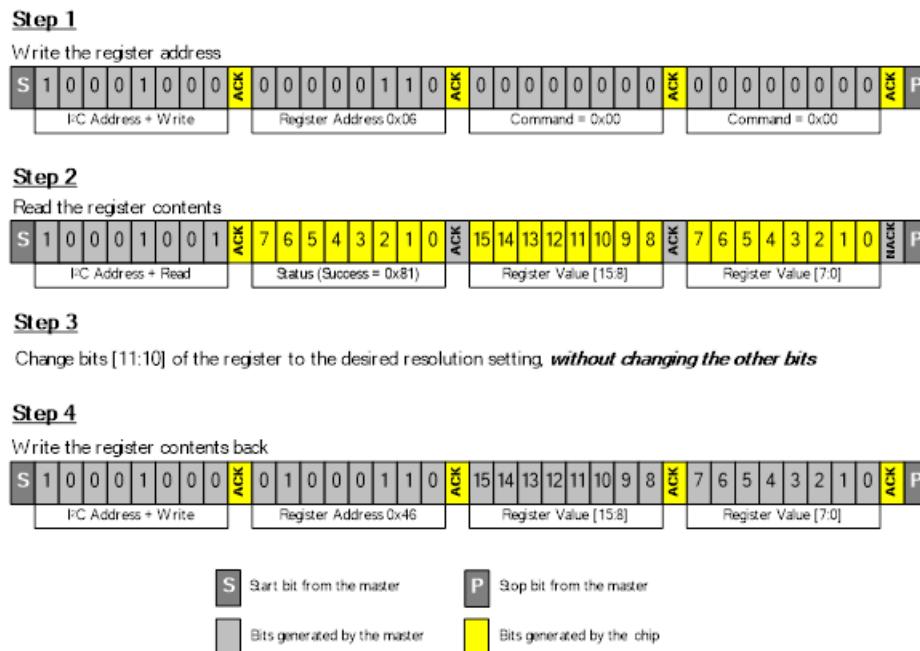 Step 1
Write the register address
S 1 0 0 0 1 0 0 0 ACK 0 0 0 0 0 1 1 0 ACK 0 0 0 0 0 0 0 0 ACK 0 0 0 0 0 0 0 0 ACK P
I²C Address + Write Register Address 0x06 Command = 0x00 Command = 0x00
Step 2
Read the register contents
S 1 0 0 0 1 0 0 1 ACK 7 6 5 4 3 2 1 0 ACK 15 14 13 12 11 10 9 8 ACK 7 6 5 4 3 2 1 0 NACK P
I²C Address + Read Status (Success = 0x81) Register Value [15:8] Register Value [7:0]
Step 3
Change bits [11:10] of the register to the desired resolution setting, without changing the other bits
Step 4
Write the register contents back
S 1 0 0 0 1 0 0 0 ACK 0 1 0 0 0 1 1 0 ACK 15 14 13 12 11 10 9 8 ACK 7 6 5 4 3 2 1 0 ACK P
I²C Address + Write Register Address 0x46 Register Value [15:8] Register Value [7:0]
S Start bit from the master P Stop bit from the master
Bits generated by the master Bits generated by the chip